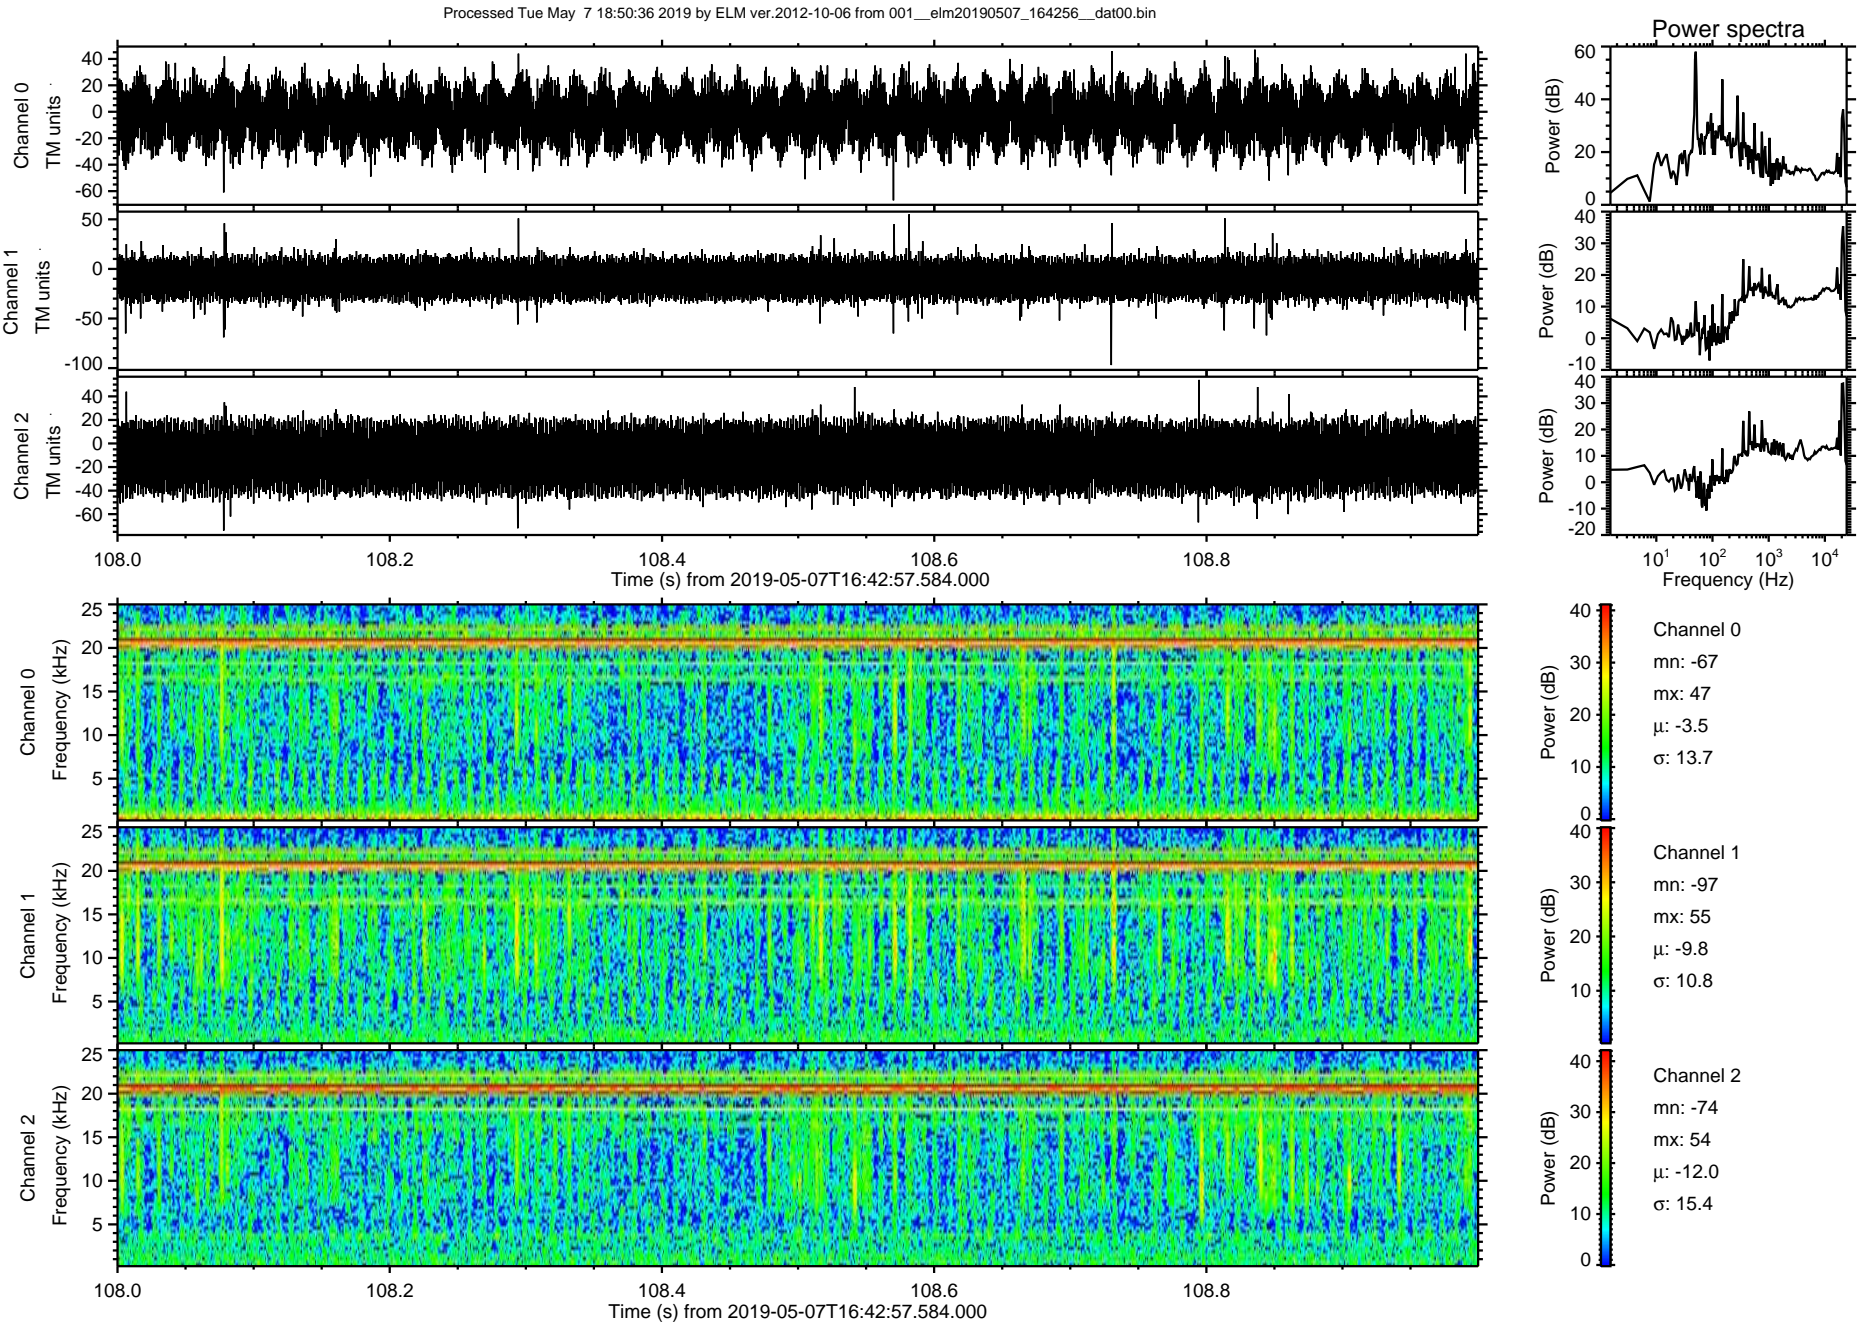 Processed Tue May 7 18:50:36 2019 by ELM ver.2012-10-06 from 001__elm20190507_164256__dat00.bin
Power spectra
Channel 0
TM units
40
20
0
-20
-40
-60
Power (dB)
60
40
20
0
Channel 1
TM units
50
0
-50
-100
Power (dB)
40
30
20
10
0
-10
Channel 2
TM units
40
20
0
-20
-40
-60
Power (dB)
40
30
20
10
0
-10
-20
108.0 108.2 108.4 108.6 108.8
Time (s) from 2019-05-07T16:42:57.584.000
10^1 10^2 10^3 10^4
Frequency (Hz)
Channel 0
Frequency (kHz)
25
20
15
10
5
Power (dB)
40
30
20
10
0
Channel 0
mn: -67
mx: 47
μ: -3.5
σ: 13.7
Channel 1
Frequency (kHz)
25
20
15
10
5
Power (dB)
40
30
20
10
Channel 1
mn: -97
mx: 55
μ: -9.8
σ: 10.8
Channel 2
Frequency (kHz)
25
20
15
10
5
Power (dB)
40
30
20
10
0
Channel 2
mn: -74
mx: 54
μ: -12.0
σ: 15.4
108.0 108.2 108.4 108.6 108.8
Time (s) from 2019-05-07T16:42:57.584.000